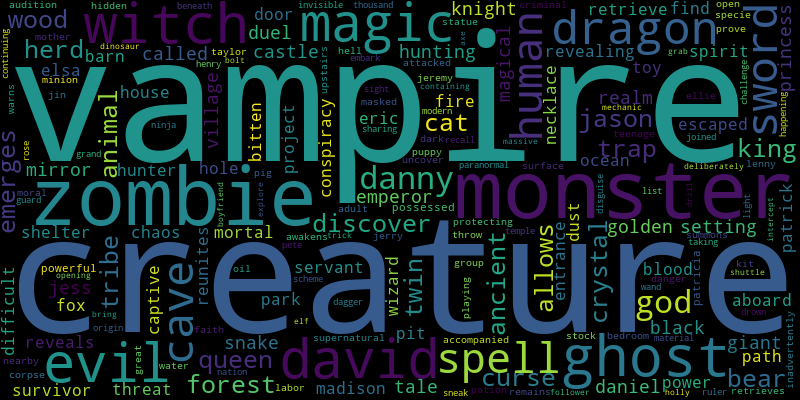 audition hidden
beneath
wood
witch
magic
invisible thousand
statue
knight
retrieve
find
open
specie
prove
princess
continuing
mother
dinosaur
herd
barn
called
door
duel
castle
hunting
dragon
revealing
spirit
elsa
minion
taylor
bolt
hell
embark
upstairs
attacked
axe
criminal
grab
sword
warns
jin
house
henry
village
vampire
jeremy
containing
masked
sight
fire
magical
human
necklace
toy
realm
ellie
challenge
happening
animal
bitten
project
conspiracy
eric
sharing
cat
modern
jason
escaped
mechanic
joined
teenage
ninja
dark
recall
massive
trap
king
emerges
rose
grand
mirror
hunter
hole
pig
puppy
uncover
paranormal
surface
ocean
deliberately
lenny
moral
guard
zombie
boyfriend
explore
danny
emperor
adult
possessed
monster
disguise
list
light
intercept
patrick
shelter
chaos
mortal
discover
protecting
golden
setting
tribe
reunites
awakens
trick
jerry
throw
temple
dust
summons
taking
difficult
powerful
opening
creature
pete
oil
scheme
servant
wizard
twin
group
playing
ancient
allows
entrance
crystal
blood
danger
patricia
kit
shuttle
jess
fox
bring
captive
cave
park
dagger
god
wand
aboard
origin
faith
elf
supernatural
pit
accompanied
stock
bedroom
material
black
drown
giant
reveals
nearby
corpse
evil
great
water
snake
queen
nation
david
spell
ghost
path
inadvertently
survivor
threat
forest
labor
madison
tale
sneak
potion
curse
remains
follower
daniel
power
holly
ruler
bear
retrieves